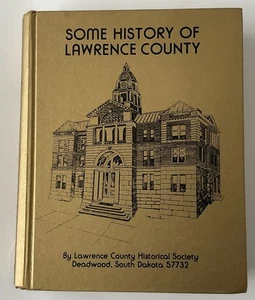 SOME HISTORY OF
LAWRENCE COUNTY
By Lawrence County Historical Society
Deadwood, South Dakota 57732